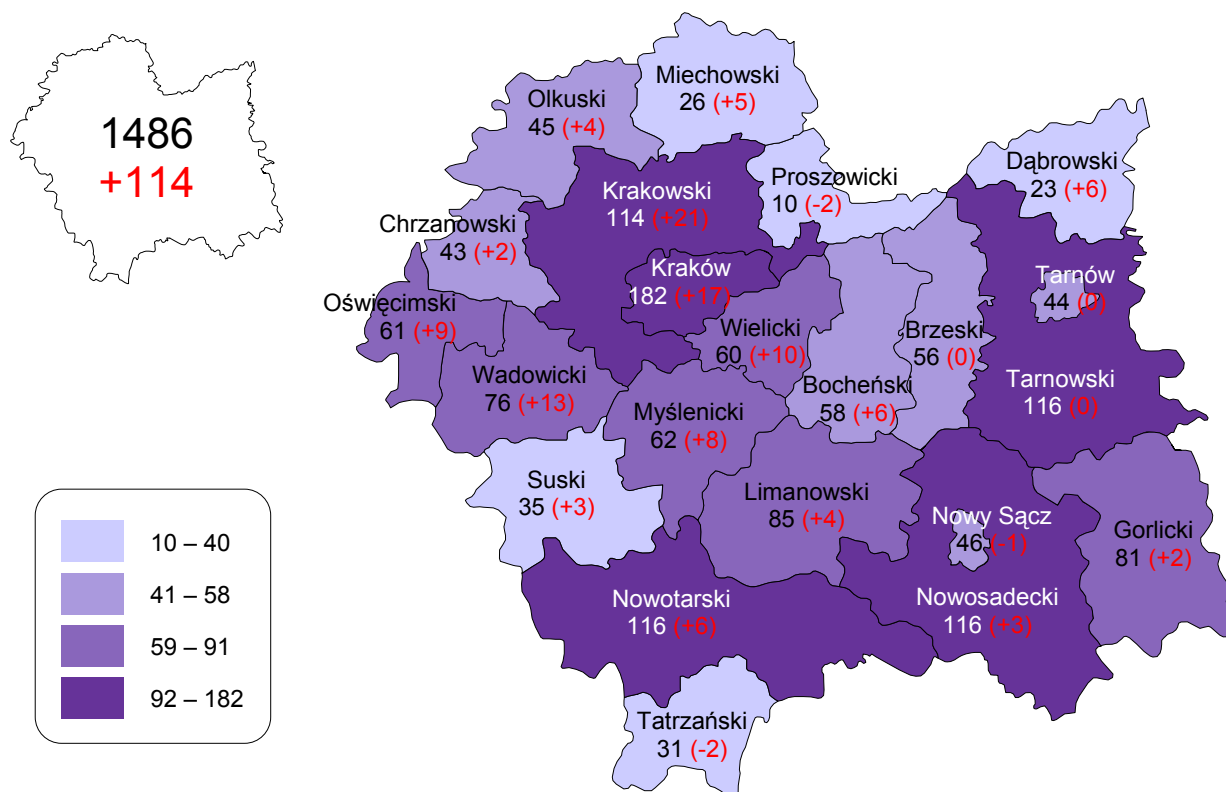 1486
+114
Miechowski
26 (+5)
Olkuski
45 (+4)
Dąbrowski
23 (+6)
Proszowicki
10 (-2)
Krakowski
114 (+21)
Chrzanowski
43 (+2)
Kraków
182 (+17)
Tarnów
44 (0)
Oświęcimski
61 (+9)
Wielicki
60 (+10)
Brzeski
56 (0)
Wadowicki
76 (+13)
Bocheński
58 (+6)
Tarnowski
116 (0)
Myślenicki
62 (+8)
Suski
35 (+3)
Limanowski
85 (+4)
Nowy Sącz
46 (-1)
Gorlicki
81 (+2)
Nowotarski
116 (+6)
Nowosadecki
116 (+3)
Tatrzański
31 (-2)
10 – 40
41 – 58
59 – 91
92 – 182